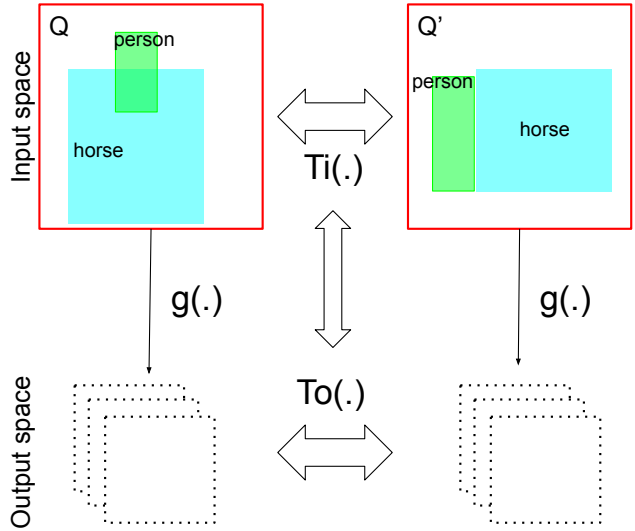 Q
person
horse
Input space
Ti(.)
Q’
person
horse
g(.)
g(.)
To(.)
Output space